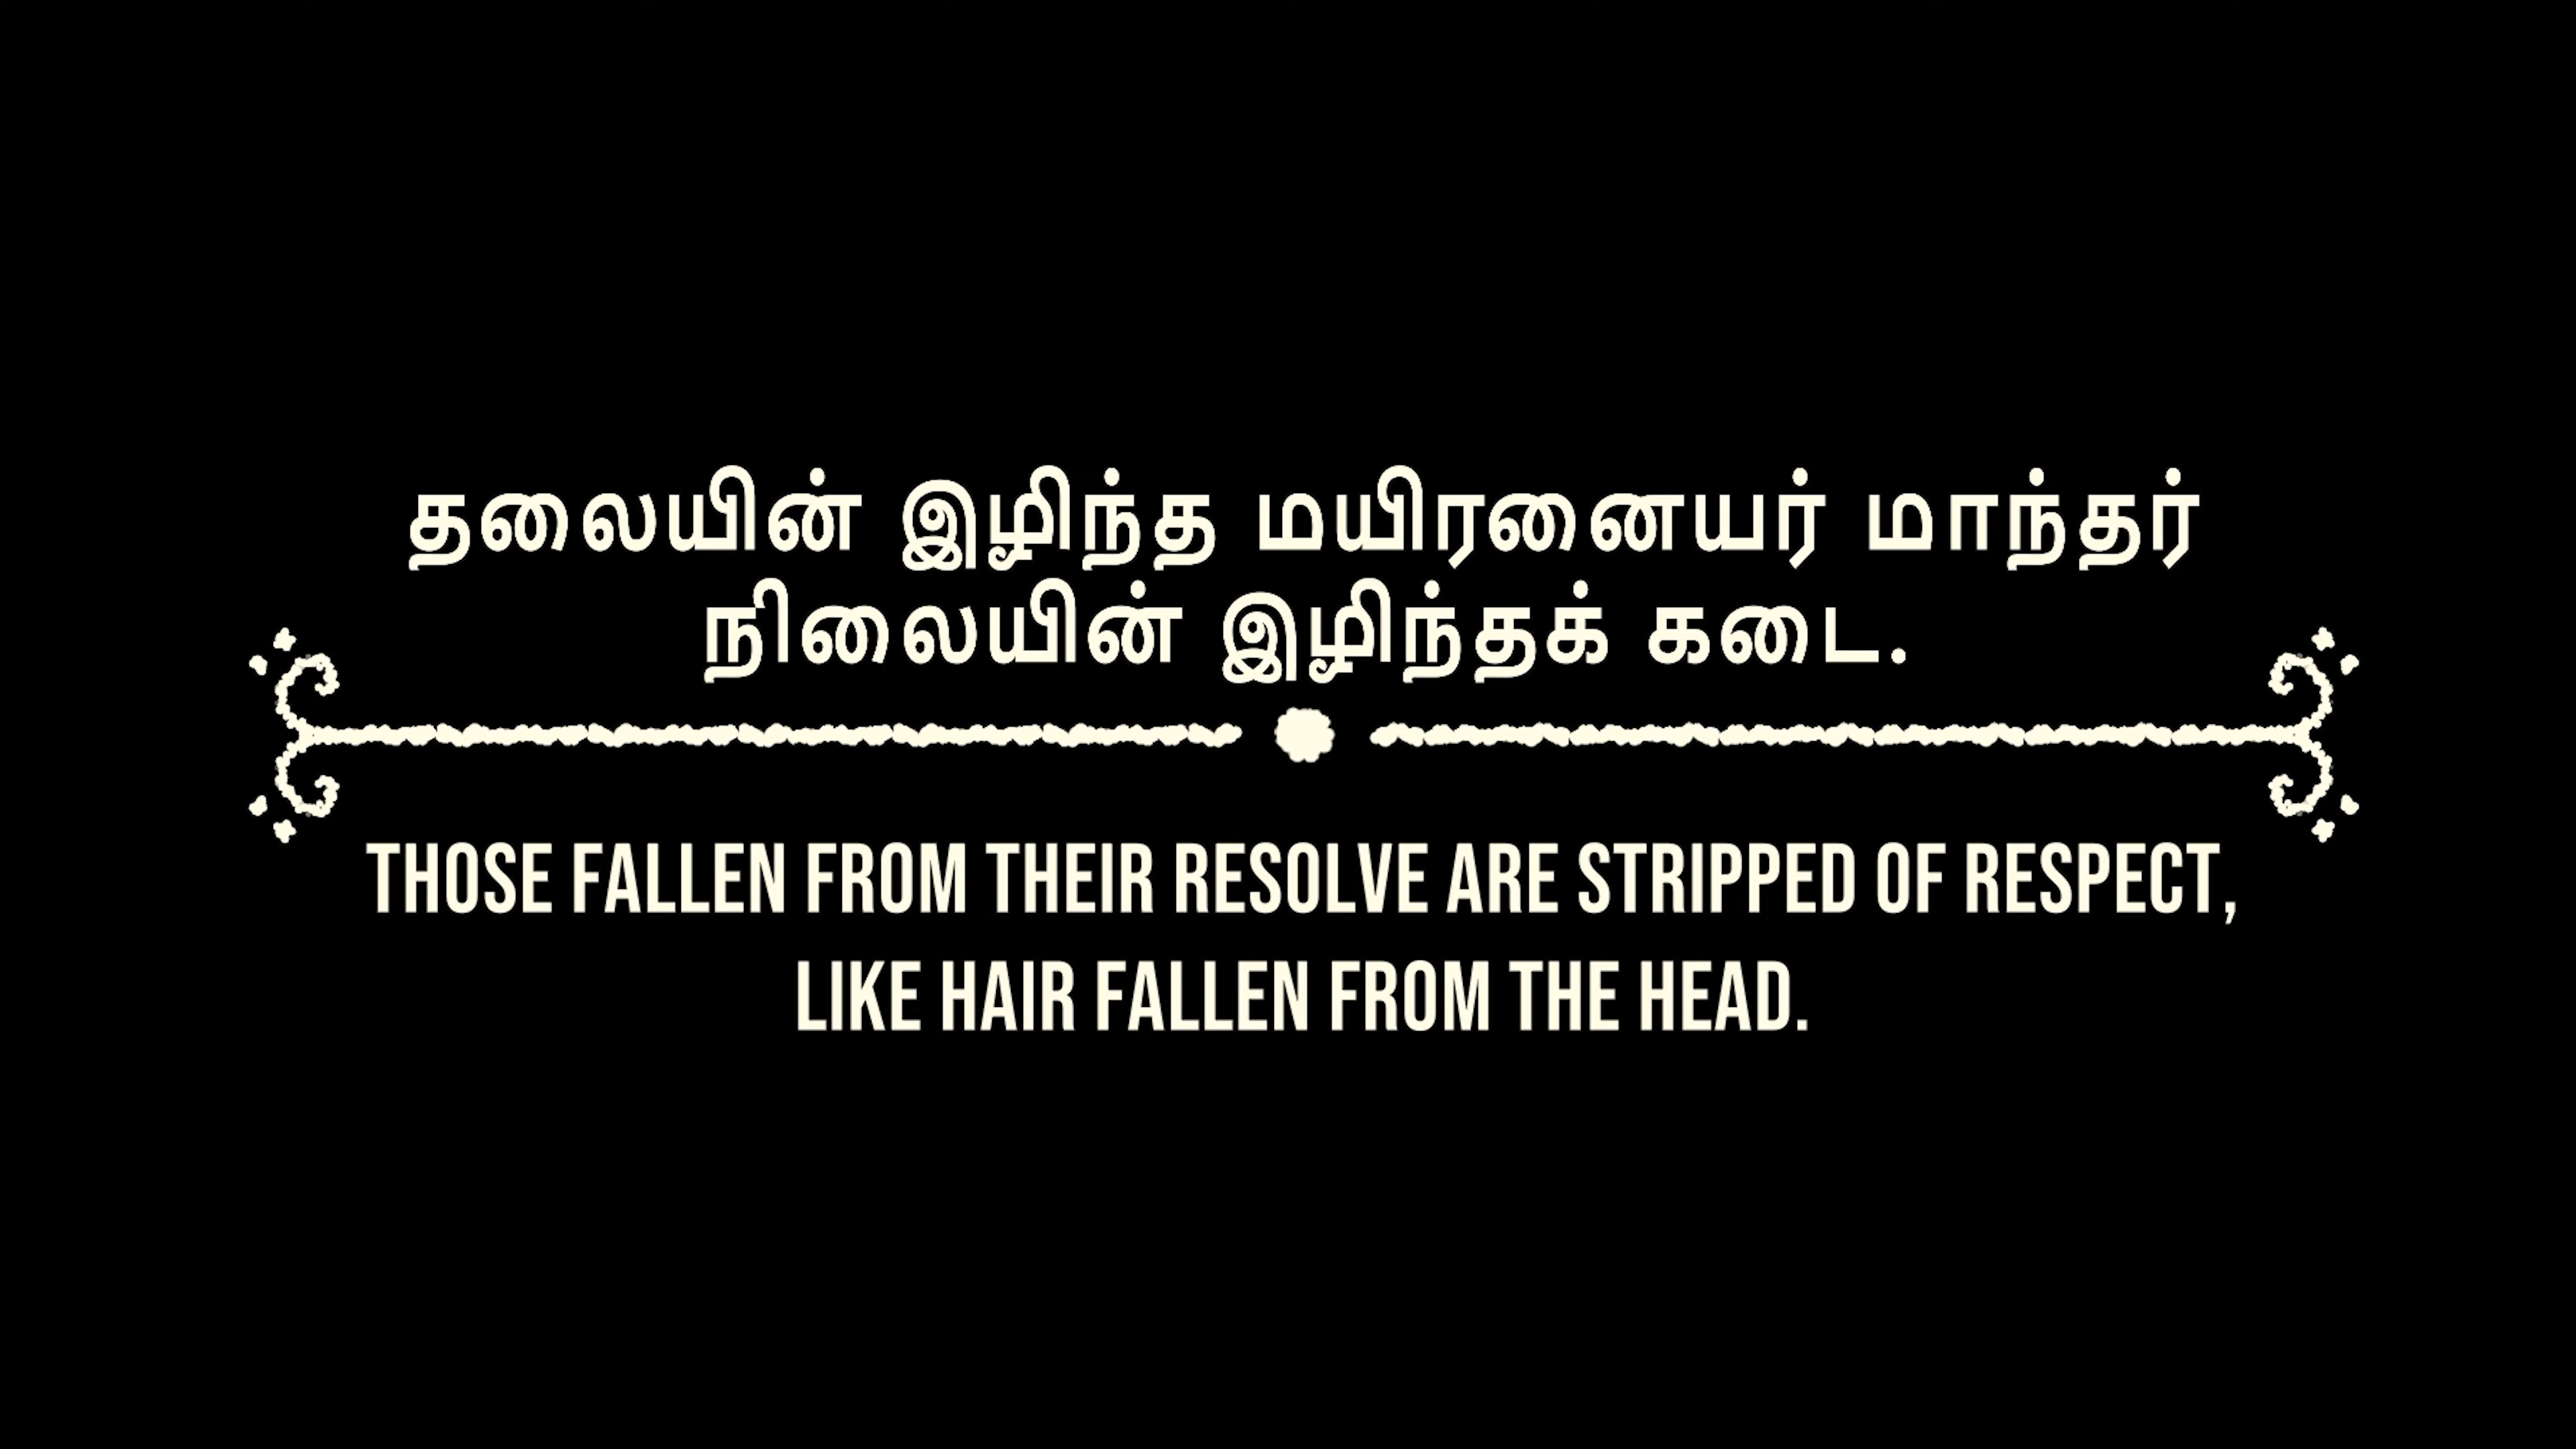 தலையின் இழிந்த மயிரனையர் மாந்தர்
நிலையின் இழிந்தக் கடை.
THOSE FALLEN FROM THEIR RESOLVE ARE STRIPPED OF RESPECT,
LIKE HAIR FALLEN FROM THE HEAD.